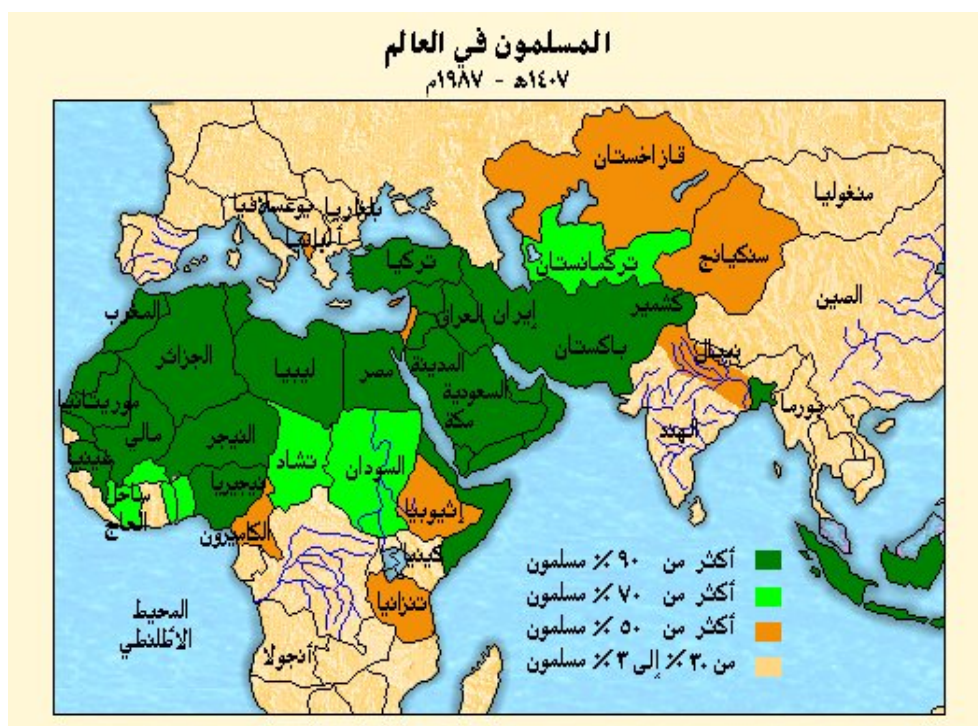 المسلمون في العالم
١٤٠٧هـ - ١٩٨٧م
قازاخستان
منغوليا
يوغسلافيا
بلغاريا
ألبانيا
تركيا
تركمانستان
سنكيانج
الصين
كشمير
إيران
العراق
باكستان
نيبال
المغرب
الجزائر
ليبيا
مصر
المدينة
السعودية
مكة
الهند
بورما
موريتانيا
مالي
النيجر
تشاد
السودان
غينيا
نيجيريا
ساحل
العاج
الكاميرون
إثيوبيا
كينيا
تنزانيا
أنجولا
المحيط
الأطلنطي
أكثر من ٩٠ ٪ مسلمون
أكثر من ٧٠ ٪ مسلمون
أكثر من ٥٠ ٪ مسلمون
من ٣٠ ٪ إلى ٣ ٪ مسلمون